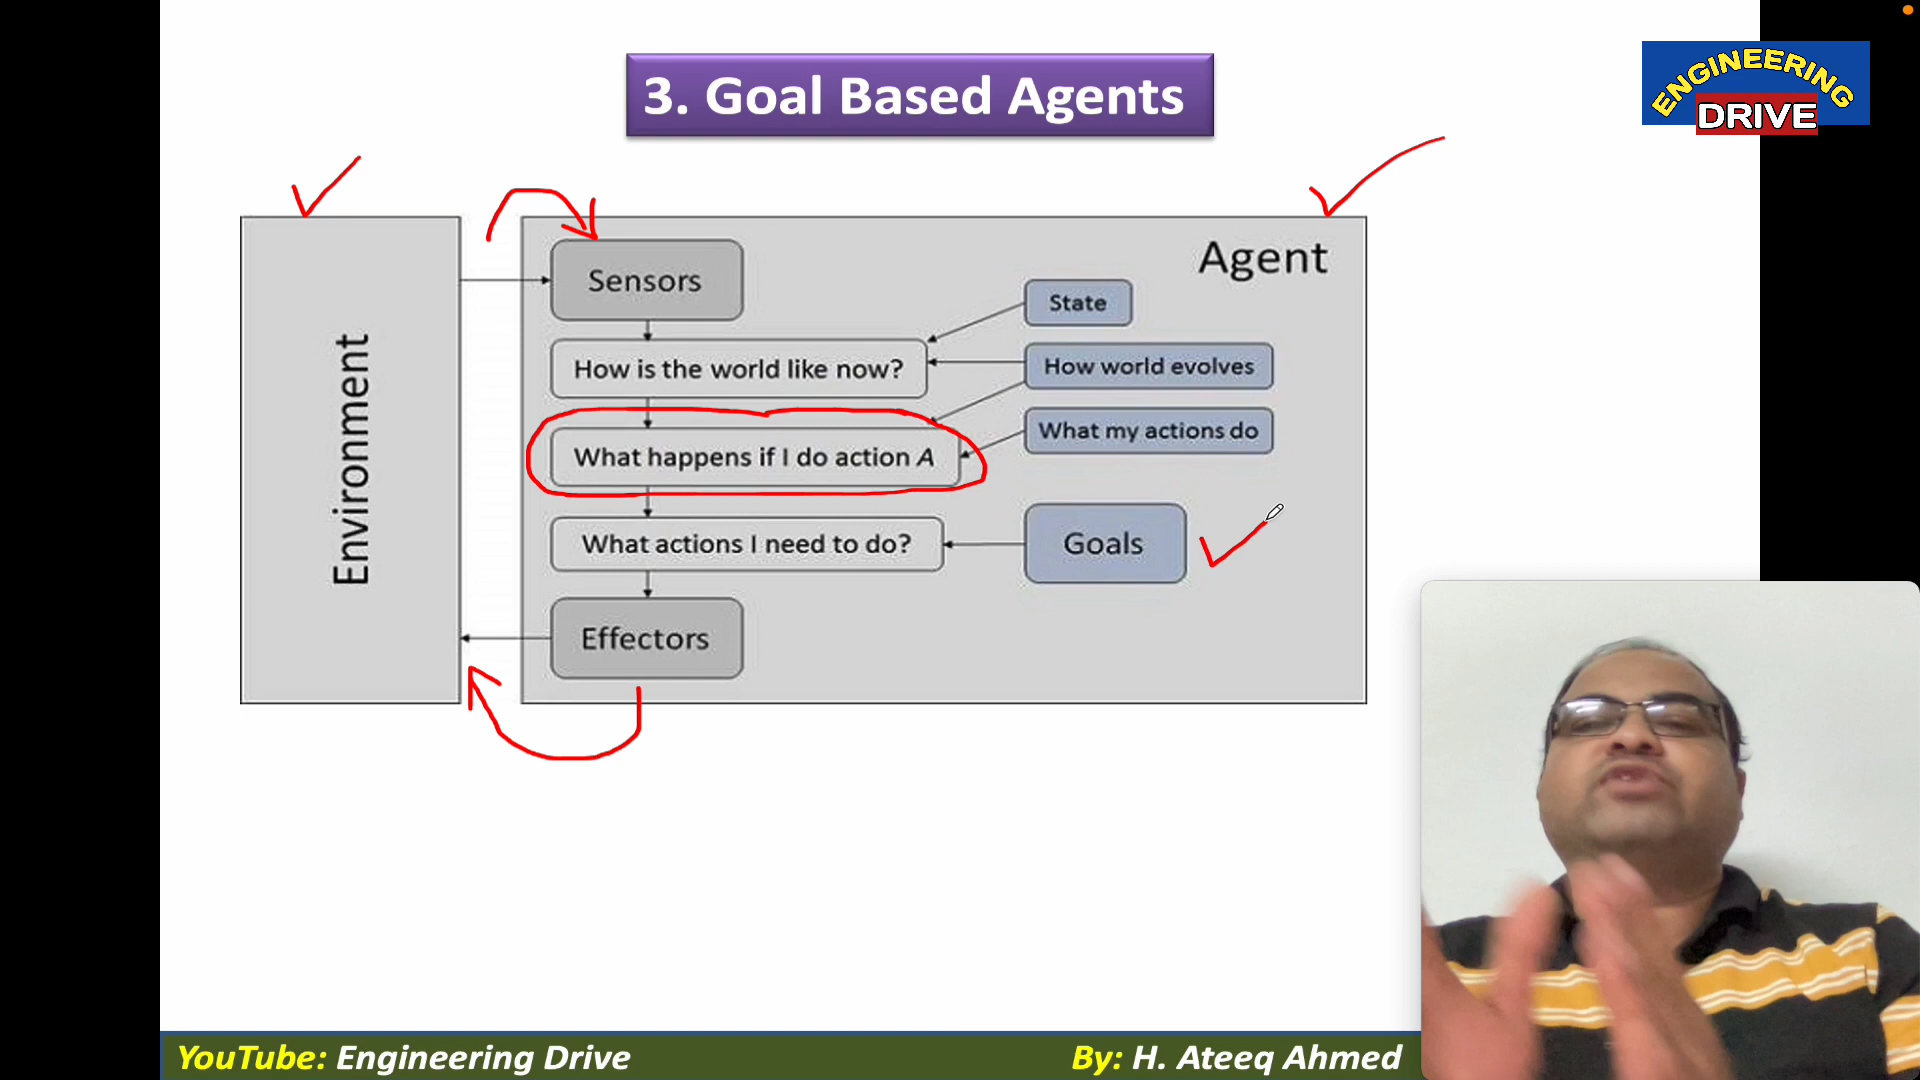 3. Goal Based Agents
ENGINEERING
DRIVE
Environment
Agent
Sensors
State
How is the world like now?
How world evolves
What my actions do
What happens if I do action A
What actions I need to do?
Goals
Effectors
YouTube: Engineering Drive
By: H. Ateeq Ahmed